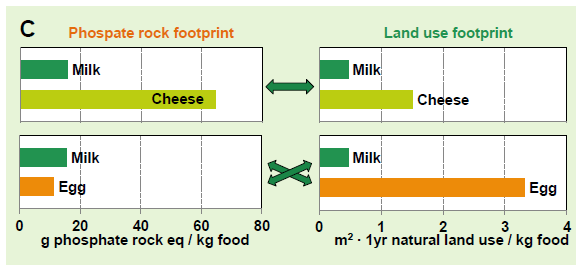 C
Phospate rock footprint
Land use footprint
Milk
Cheese
Milk
Cheese
Milk
Egg
Milk
Egg
0 20 40 60 80
0 1 2 3 4
g phosphate rock eq / kg food
m² · 1yr natural land use / kg food